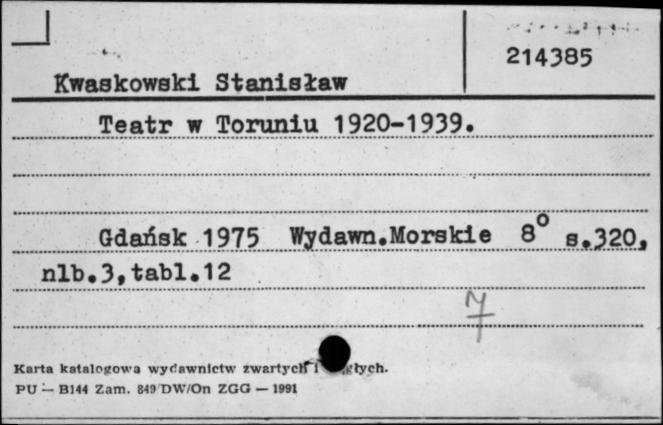 214385
Kwaskowski Stanisław
Teatr w Toruniu 1920-1939.
Gdańsk 1975 Wydawn.Morskie 8° s.320,
nlb.3,tabl.12
Karta katalogowa wydawnictw zwartych i
PU — B144 Zam. 849/DW/On ZGG — 1991